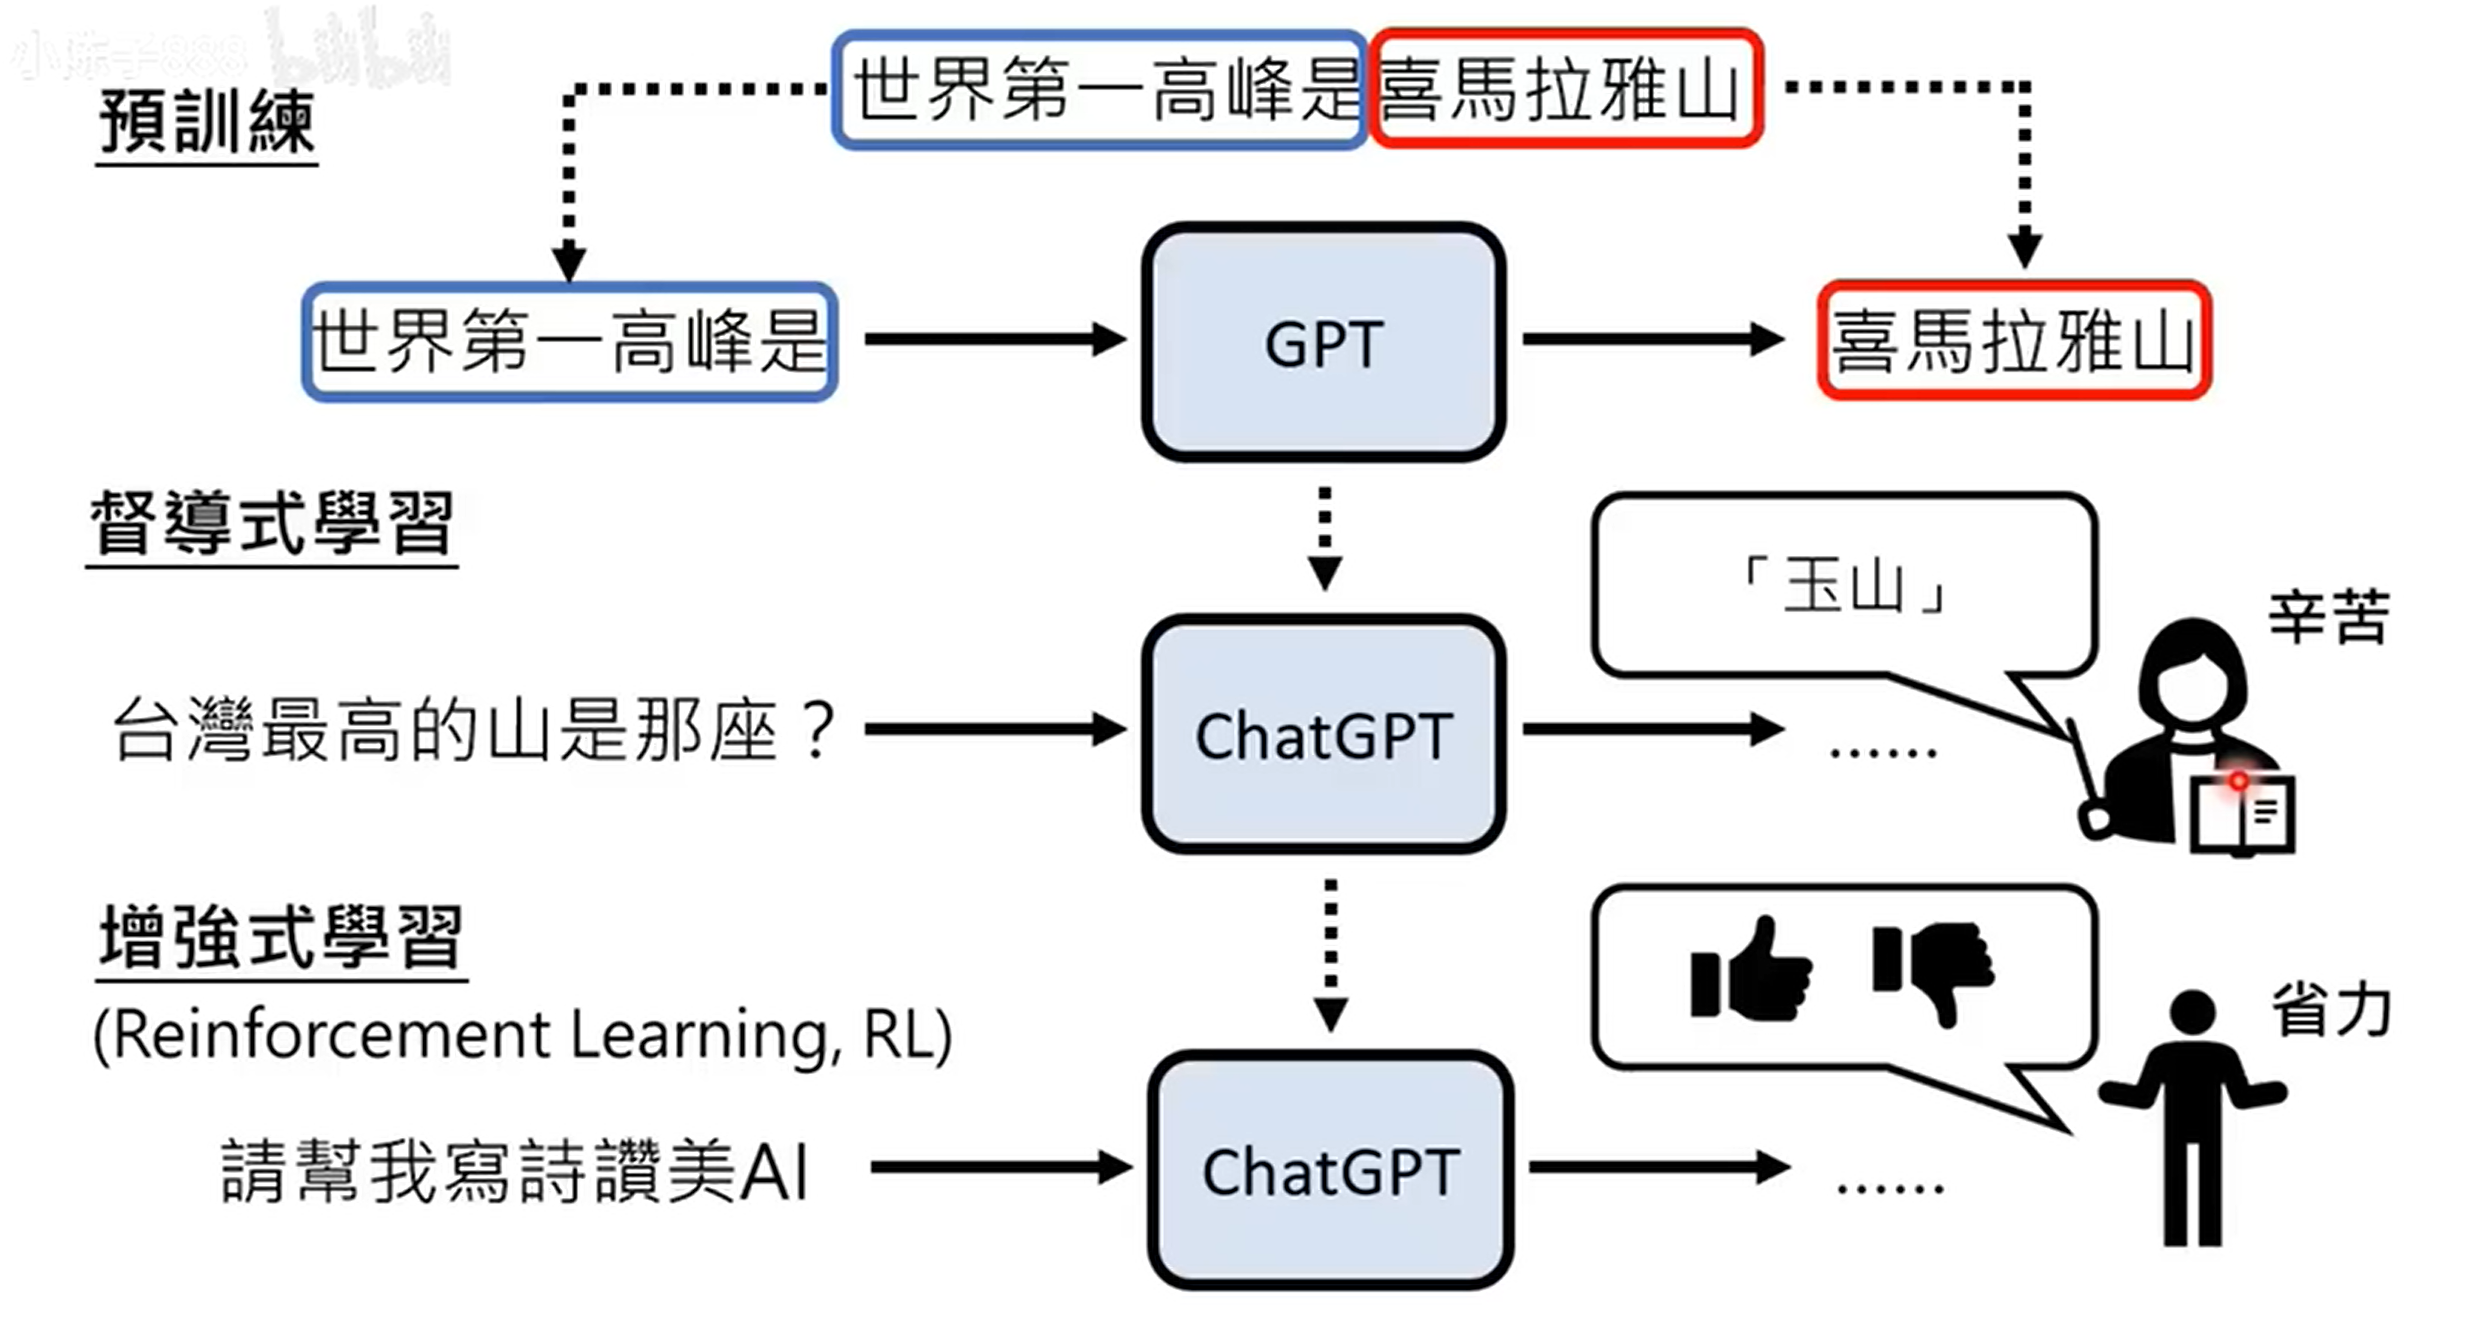 小陈子888 bilibili
預訓練
世界第一高峰是喜馬拉雅山
世界第一高峰是
GPT
喜馬拉雅山
督導式學習
「玉山」
辛苦
台灣最高的山是那座？
ChatGPT
……
增強式學習
(Reinforcement Learning, RL)
省力
請幫我寫詩讚美AI
ChatGPT
……